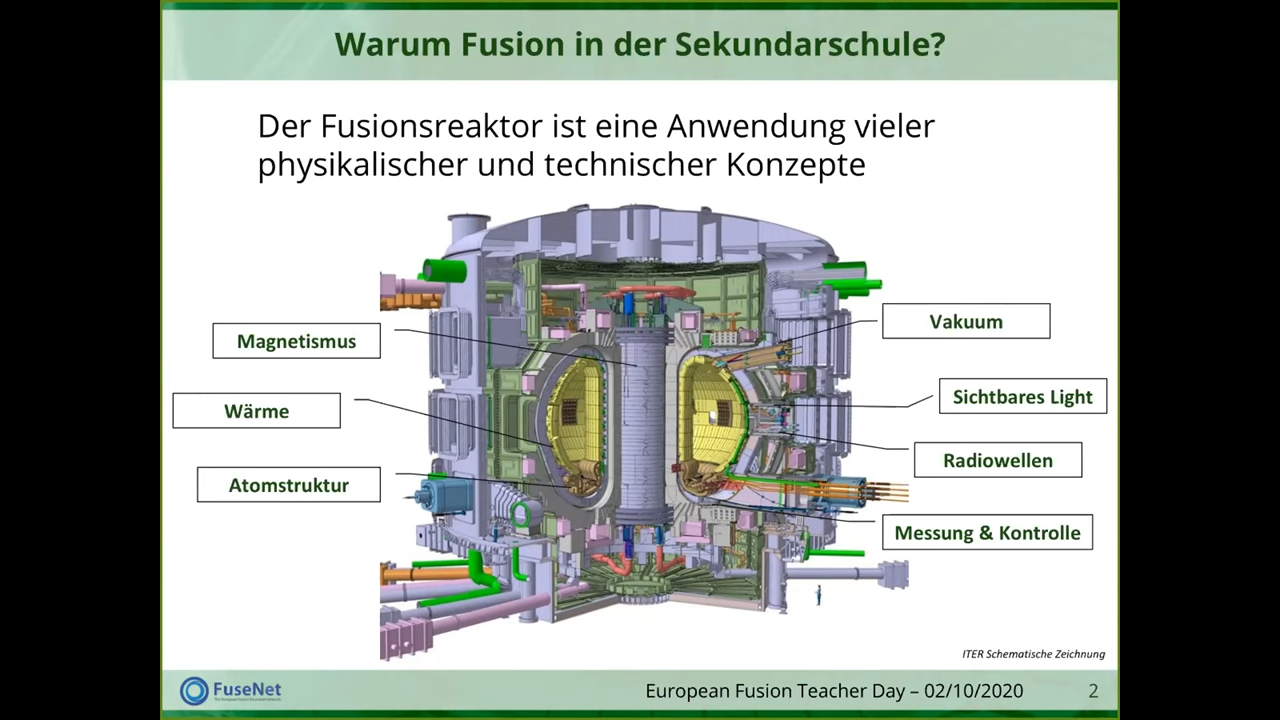 Warum Fusion in der Sekundarschule?
Der Fusionsreaktor ist eine Anwendung vieler
physikalischer und technischer Konzepte
Magnetismus
Wärme
Atomstruktur
Vakuum
Sichtbares Light
Radiowellen
Messung & Kontrolle
ITER Schematische Zeichnung
FuseNet
European Fusion Teacher Day – 02/10/2020
2